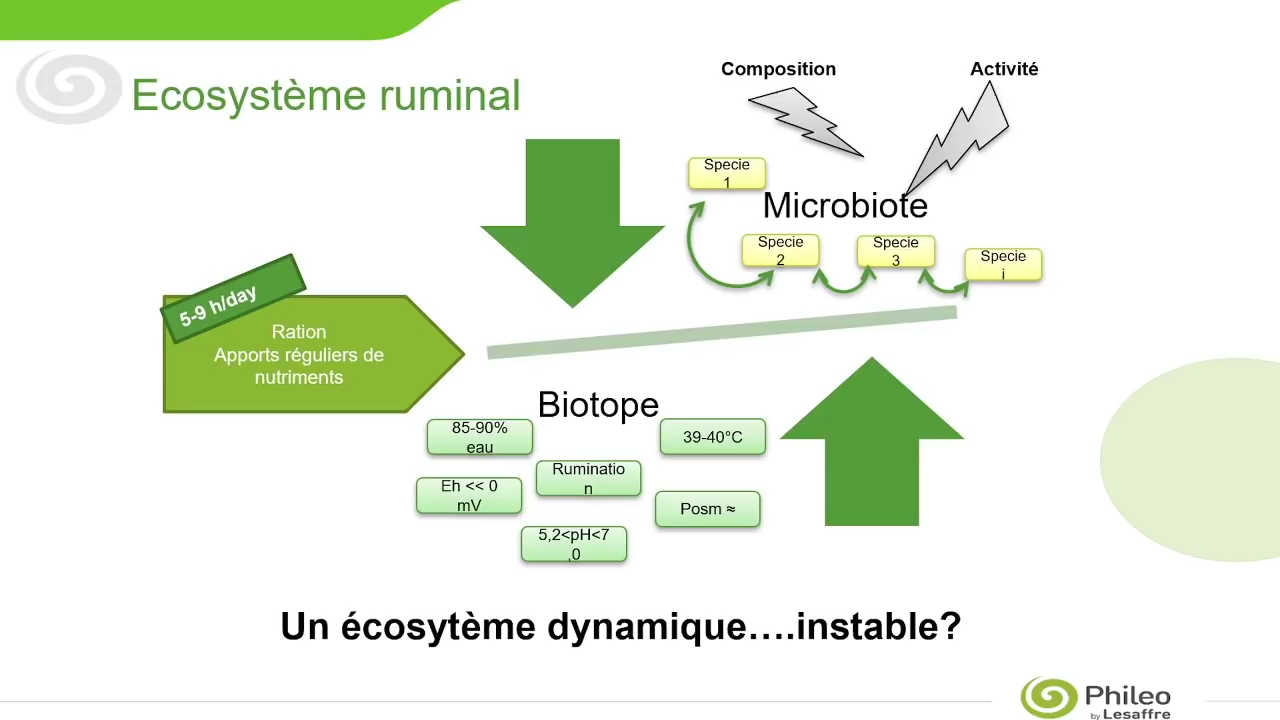 Ecosystème ruminal
Composition
Activité
Specie
1
Microbiote
Specie
2
Specie
3
Specie
i
5-9 h/day
Ration
Apports réguliers de
nutriments
Biotope
85-90%
eau
39-40°C
Ruminatio
n
Eh << 0
mV
Posm ≈
5,2<pH<7
,0
Un écosytème dynamique….instable?
Phileo
by Lesaffre